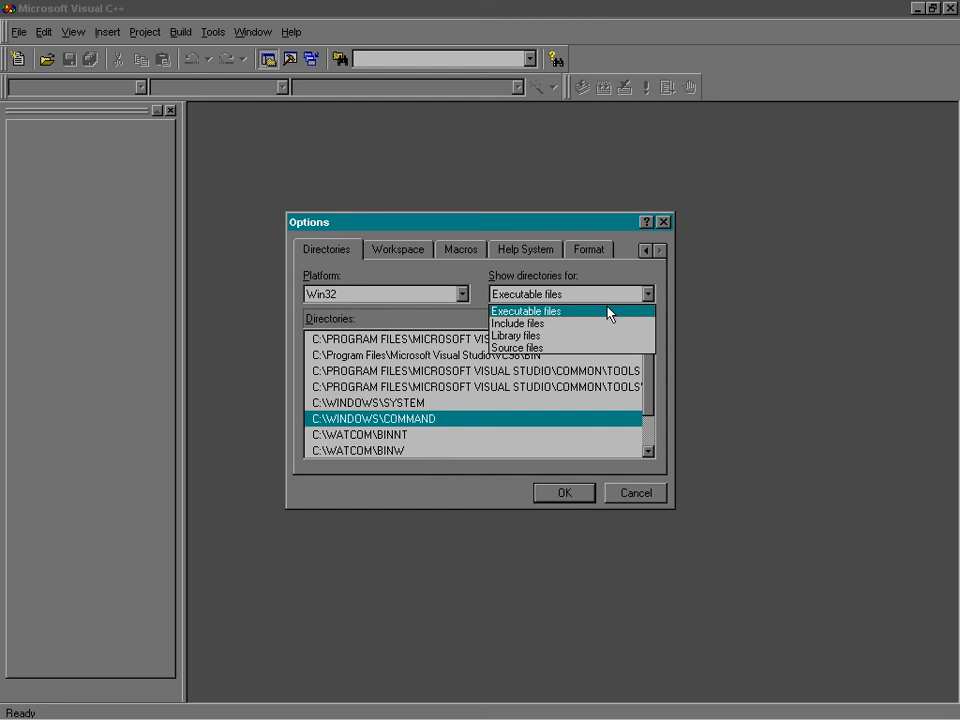 Microsoft Visual C++
File Edit View Insert Project Build Tools Window Help
Options
Directories Workspace Macros Help System Format
Platform: Show directories for:
Win32 Executable files
Directories:
Executable files
Include files
Library files
Source files
C:\PROGRAM FILES\MICROSOFT VIS
C:\Program Files\Microsoft Visual Studio\VC98\BIN
C:\PROGRAM FILES\MICROSOFT VISUAL STUDIO\COMMON\TOOLS
C:\PROGRAM FILES\MICROSOFT VISUAL STUDIO\COMMON\TOOLS\
C:\WINDOWS\SYSTEM
C:\WINDOWS\COMMAND
C:\WATCOM\BINNT
C:\WATCOM\BINW
OK Cancel
Ready